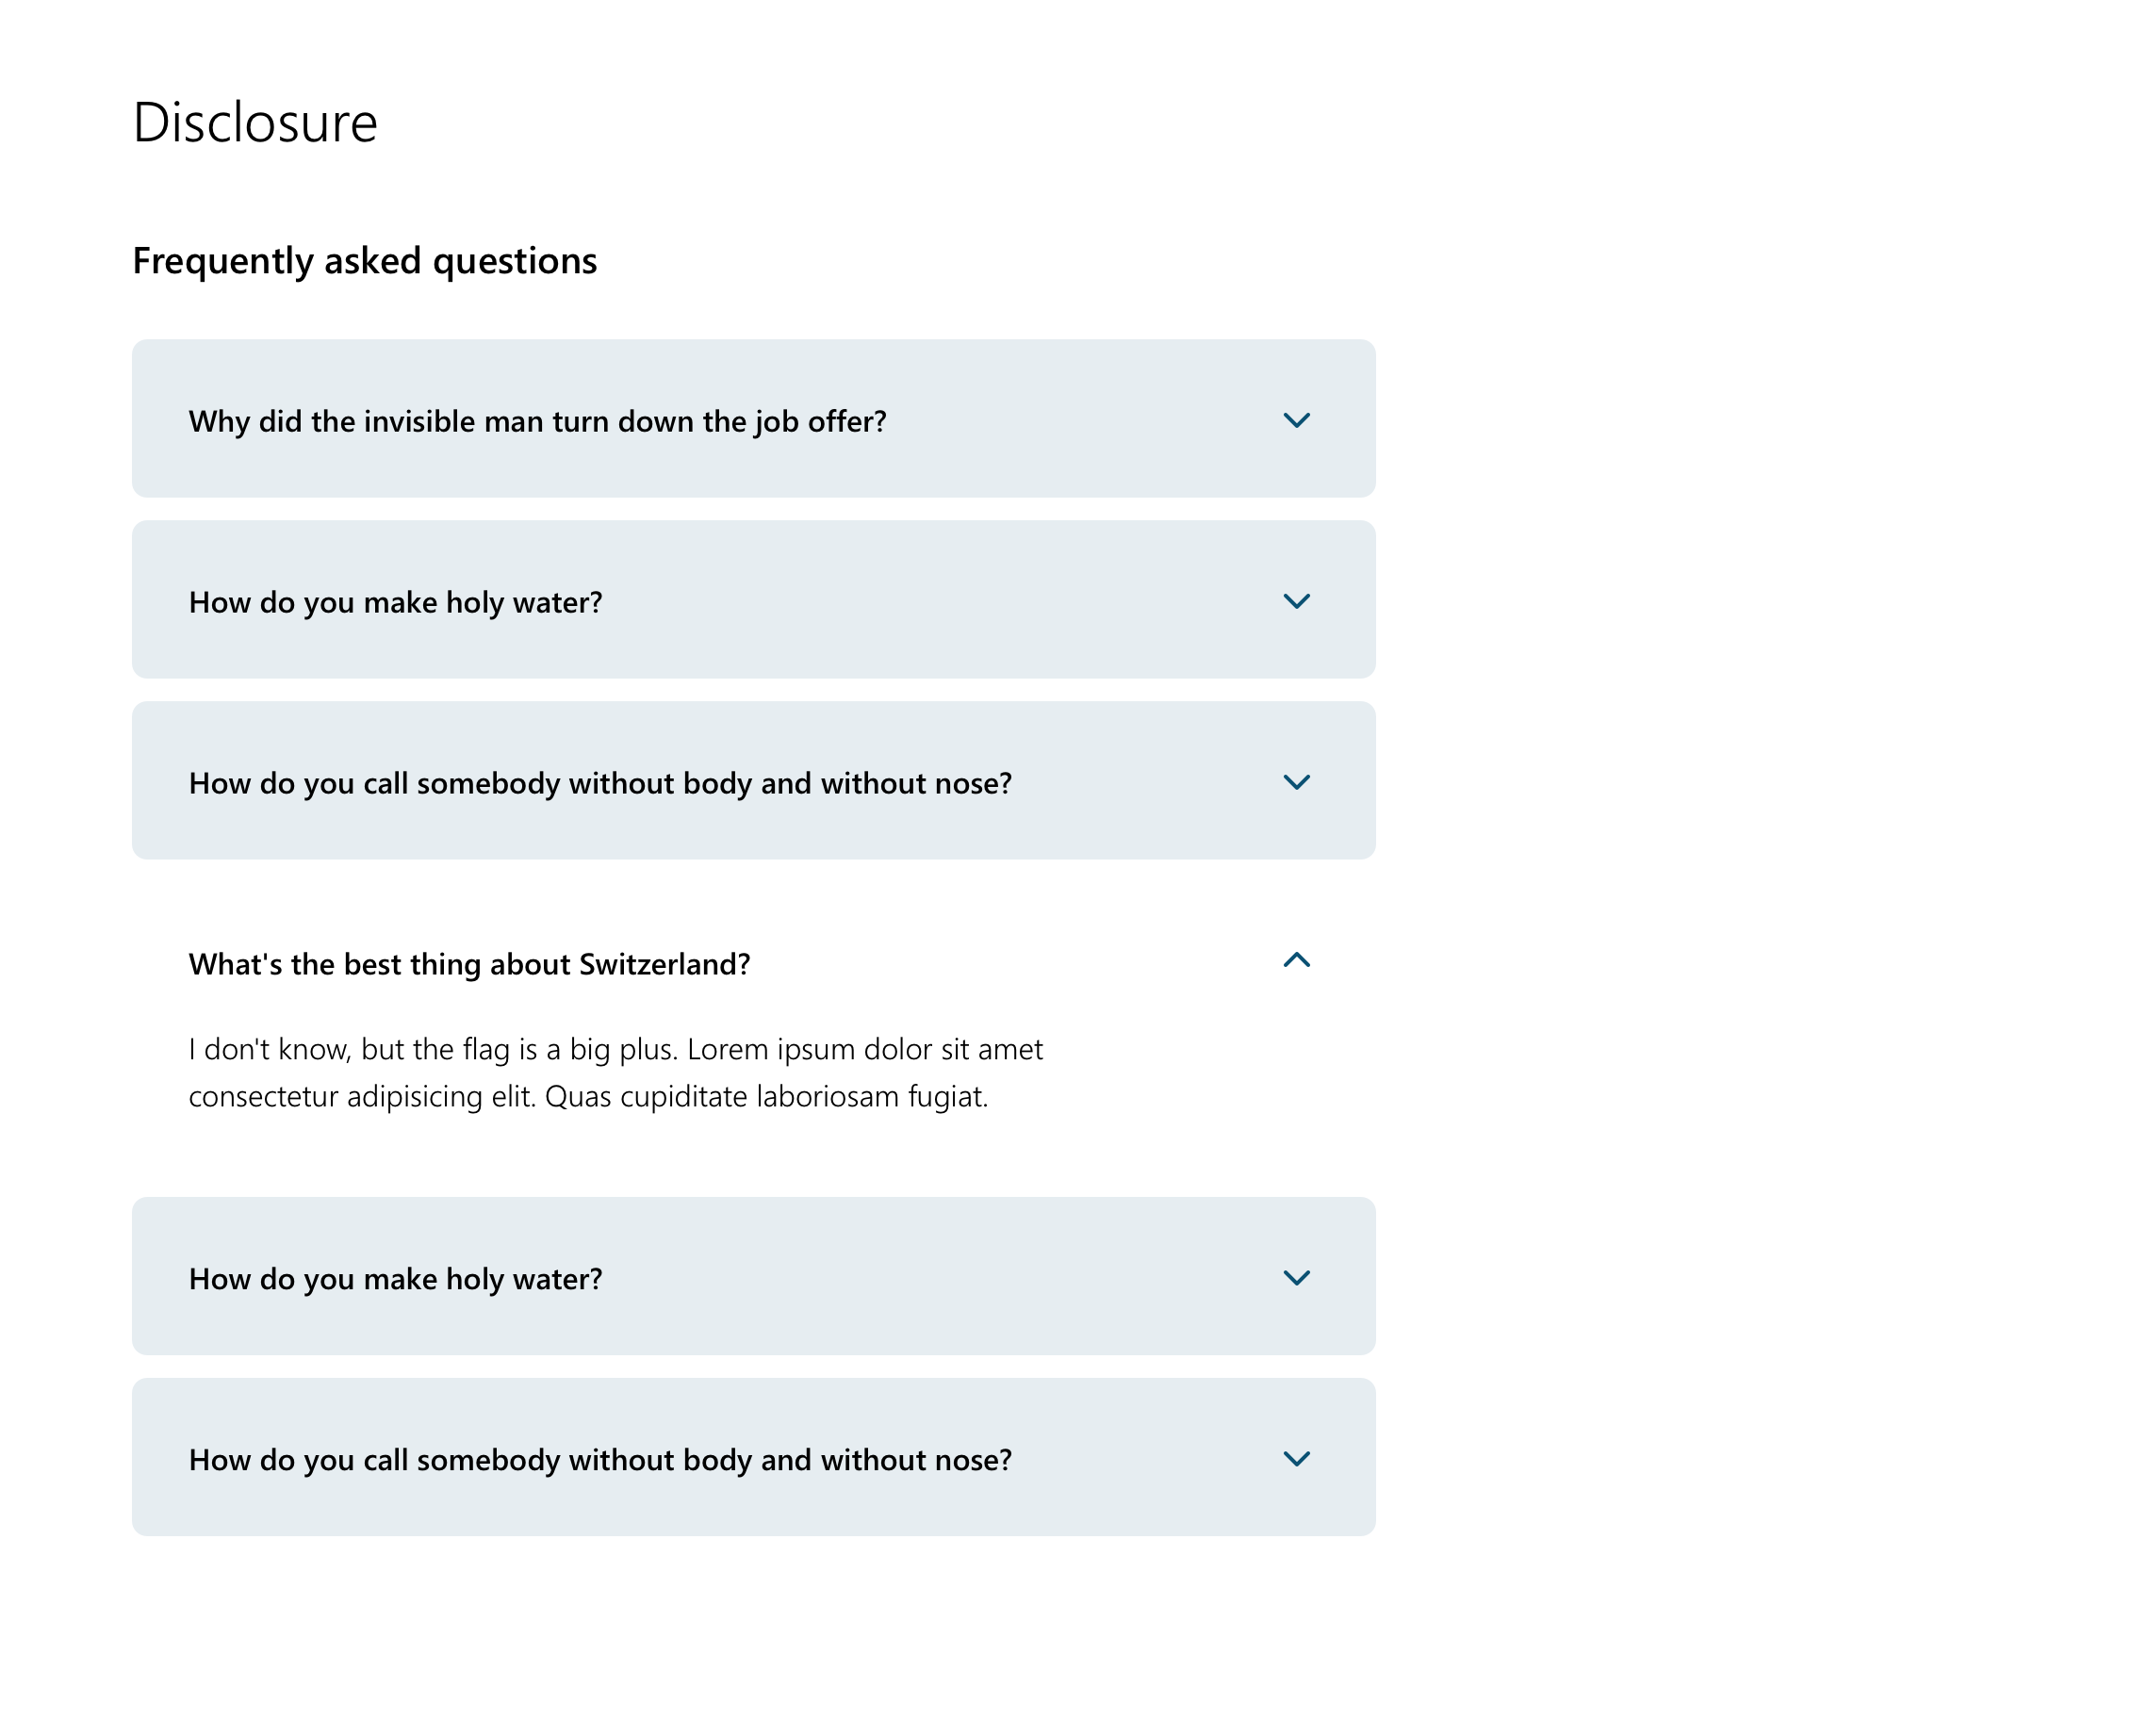 Disclosure
Frequently asked questions
Why did the invisible man turn down the job offer?
How do you make holy water?
How do you call somebody without body and without nose?
What's the best thing about Switzerland?
I don't know, but the flag is a big plus. Lorem ipsum dolor sit amet
consectetur adipisicing elit. Quas cupiditate laboriosam fugiat.
How do you make holy water?
How do you call somebody without body and without nose?